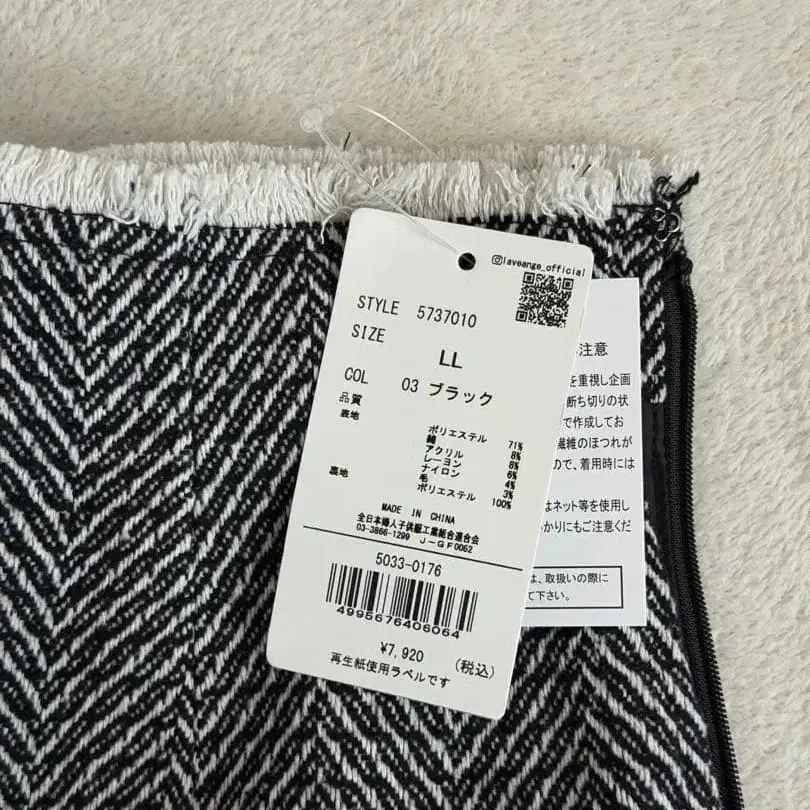 laveange_official
STYLE 5737010
SIZE
LL
COL 03 ブラック
品質
表地
ポリエステル 71%
綿 8%
アクリル 8%
レーヨン 6%
ナイロン 4%
毛 3%
裏地 ポリエステル 100%
MADE IN CHINA
全日本婦人子供服工業組合連合会
03-3866-1299 J-GF0062
5033-0176
4995676406064
¥7,920 (税込)
再生紙使用ラベルです
注意
を重視し企画
断ち切りの状
で作成してお
繊維のほつれが
ので、着用時には
はネット等を使用し
かりにもご注意くだ
は、取扱いの際に
て下さい。